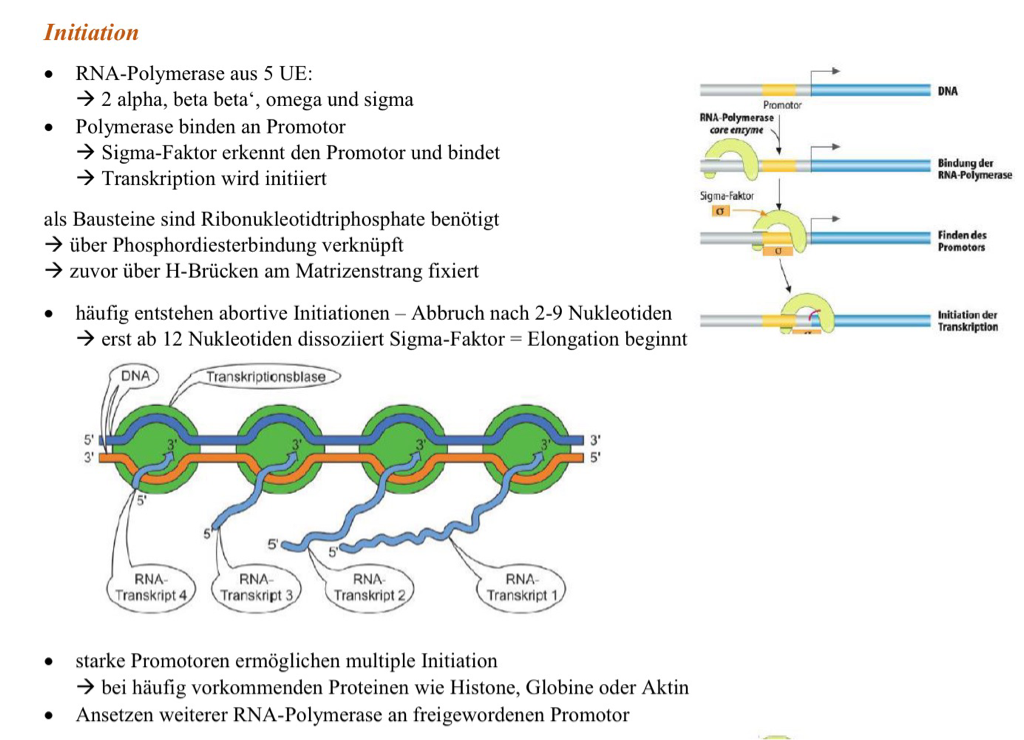 Initiation
• RNA-Polymerase aus 5 UE:
→ 2 alpha, beta beta‘, omega und sigma
• Polymerase binden an Promotor
→ Sigma-Faktor erkennt den Promotor und bindet
→ Transkription wird initiiert
als Bausteine sind Ribonukleotidtriphosphate benötigt
→ über Phosphordiesterbindung verknüpft
→ zuvor über H-Brücken am Matrizenstrang fixiert
• häufig entstehen abortive Initiationen – Abbruch nach 2-9 Nukleotiden
→ erst ab 12 Nukleotiden dissoziiert Sigma-Faktor = Elongation beginnt
DNA
Promotor
RNA-Polymerase
core enzyme
Bindung der
RNA-Polymerase
Sigma-Faktor
σ
Finden des
Promotors
σ
Initiation der
Transkription
DNA
Transkriptionsblase
5'
3'
3'
5'
3'
3'
3'
3'
5'
5'
5'
5'
RNA-
Transkript 4
RNA-
Transkript 3
RNA-
Transkript 2
RNA-
Transkript 1
• starke Promotoren ermöglichen multiple Initiation
→ bei häufig vorkommenden Proteinen wie Histone, Globine oder Aktin
• Ansetzen weiterer RNA-Polymerase an freigewordenen Promotor